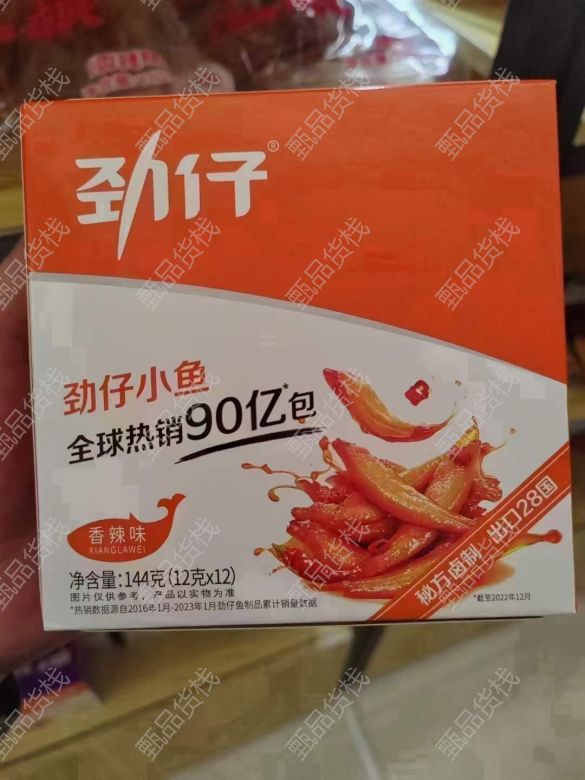 劲仔®
劲仔小鱼
全球热销90亿*包
香辣味
XIANGLAWEI
净含量:144克(12克x12)
图片仅供参考,产品以实物为准
*热销数据源自2016年1月-2023年1月劲仔鱼制品累计销量数据
秘方卤制 出口28国
*截至2022年12月
甄品货栈